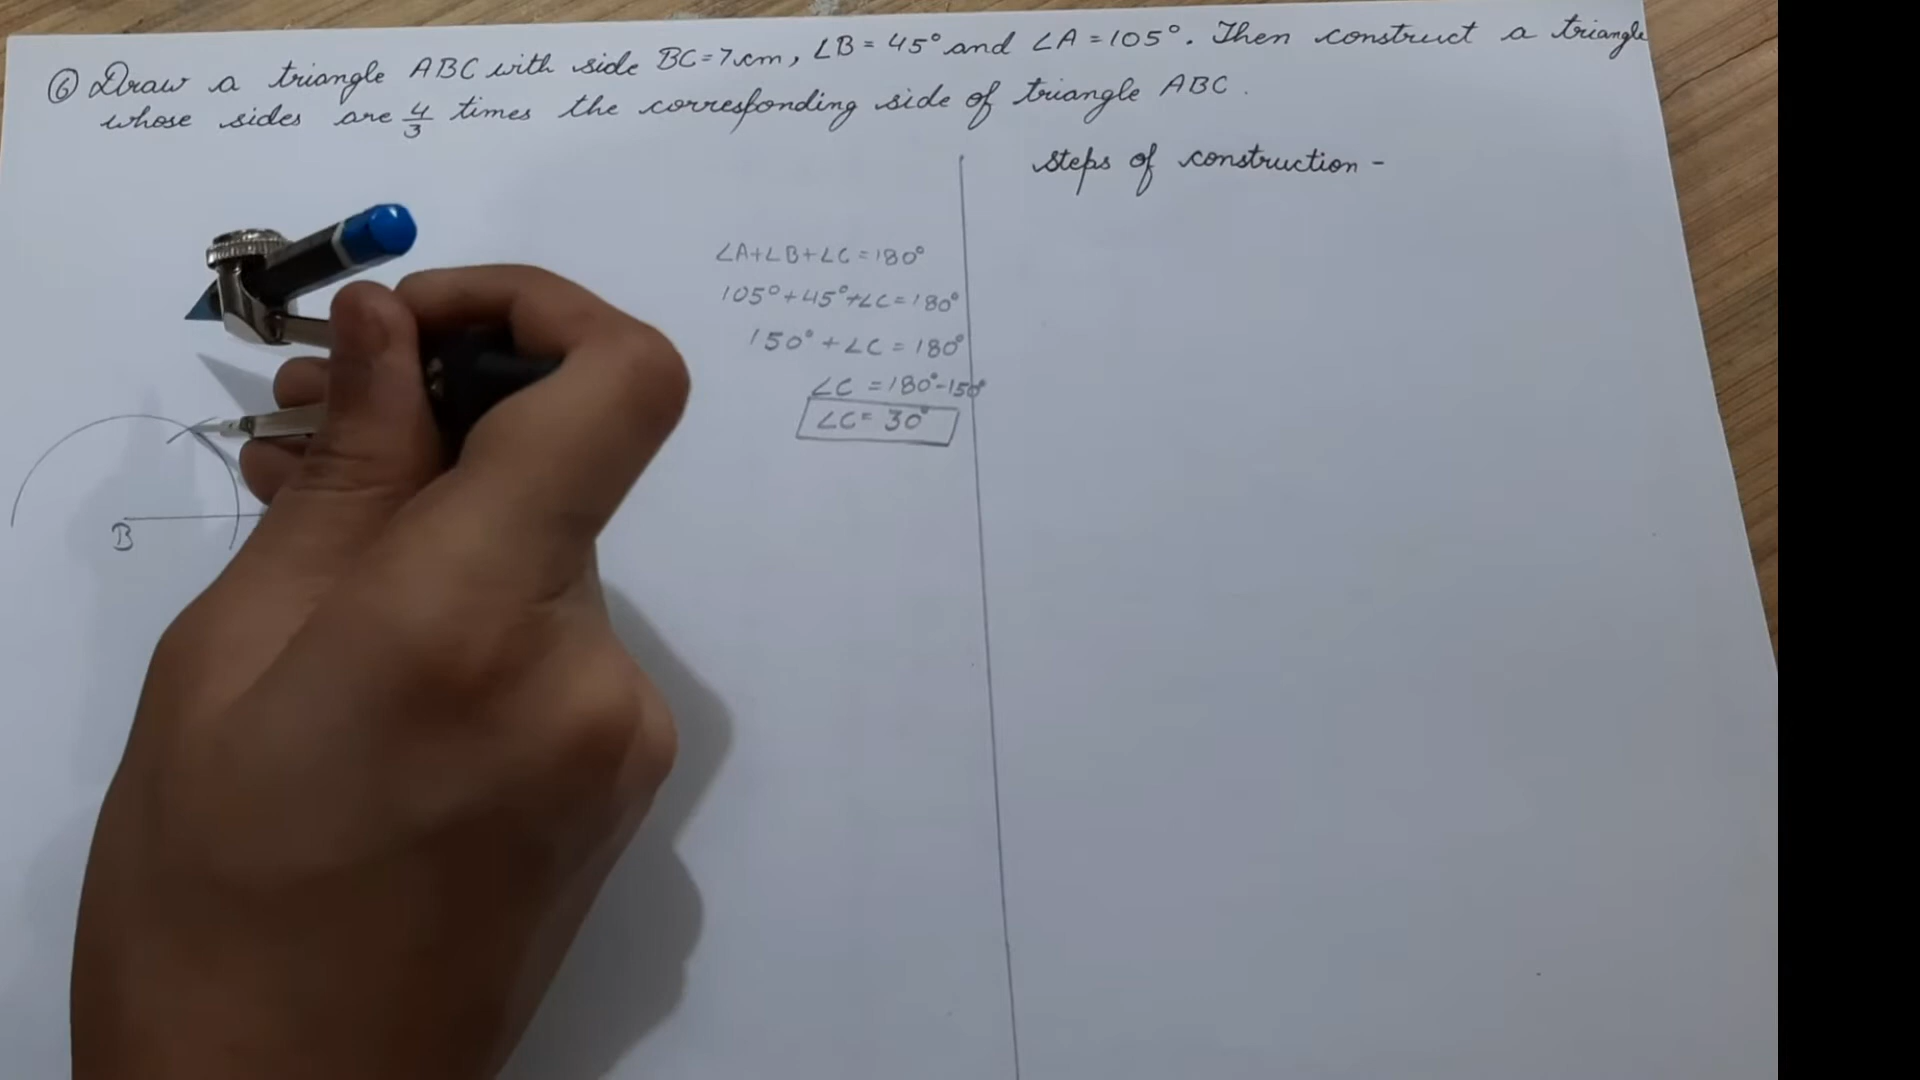 ⑥ Draw a triangle ABC with side BC=7cm, ∠B = 45° and ∠A = 105°. Then construct a triangle
whose sides are 4/3 times the corresponding side of triangle ABC.
steps of construction -
∠A+∠B+∠C=180°
105°+45°+∠C=180°
150°+∠C = 180°
∠C = 180°-150°
∠C= 30°
B